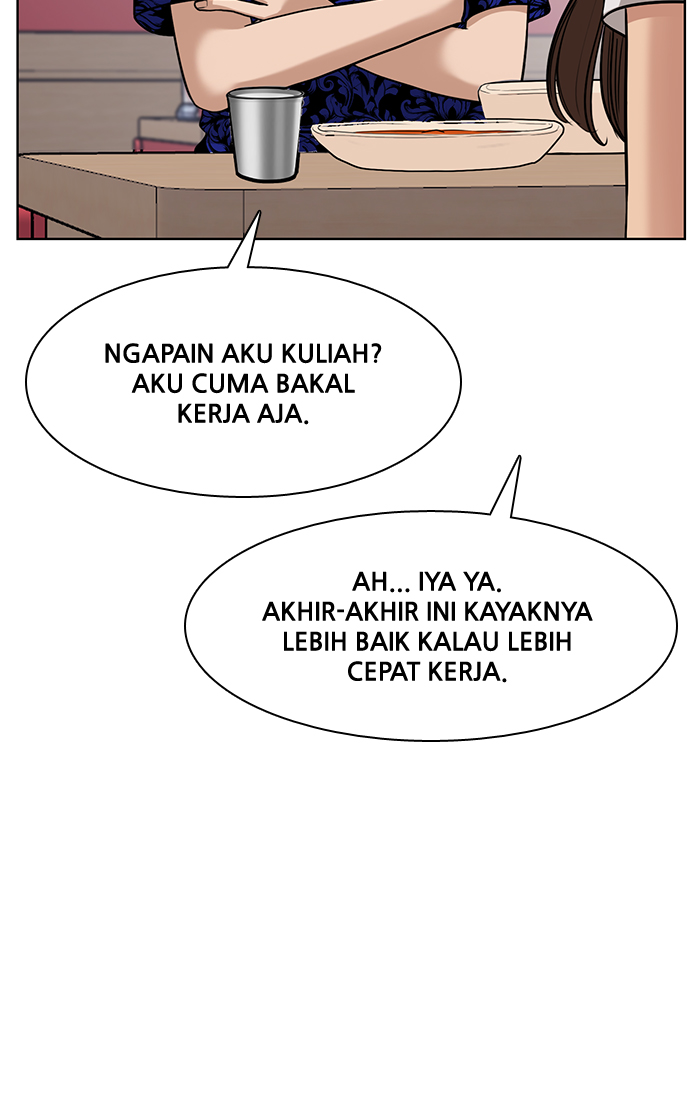 NGAPAIN AKU KULIAH?
AKU CUMA BAKAL
KERJA AJA.
AH... IYA YA.
AKHIR-AKHIR INI KAYAKNYA
LEBIH BAIK KALAU LEBIH
CEPAT KERJA.